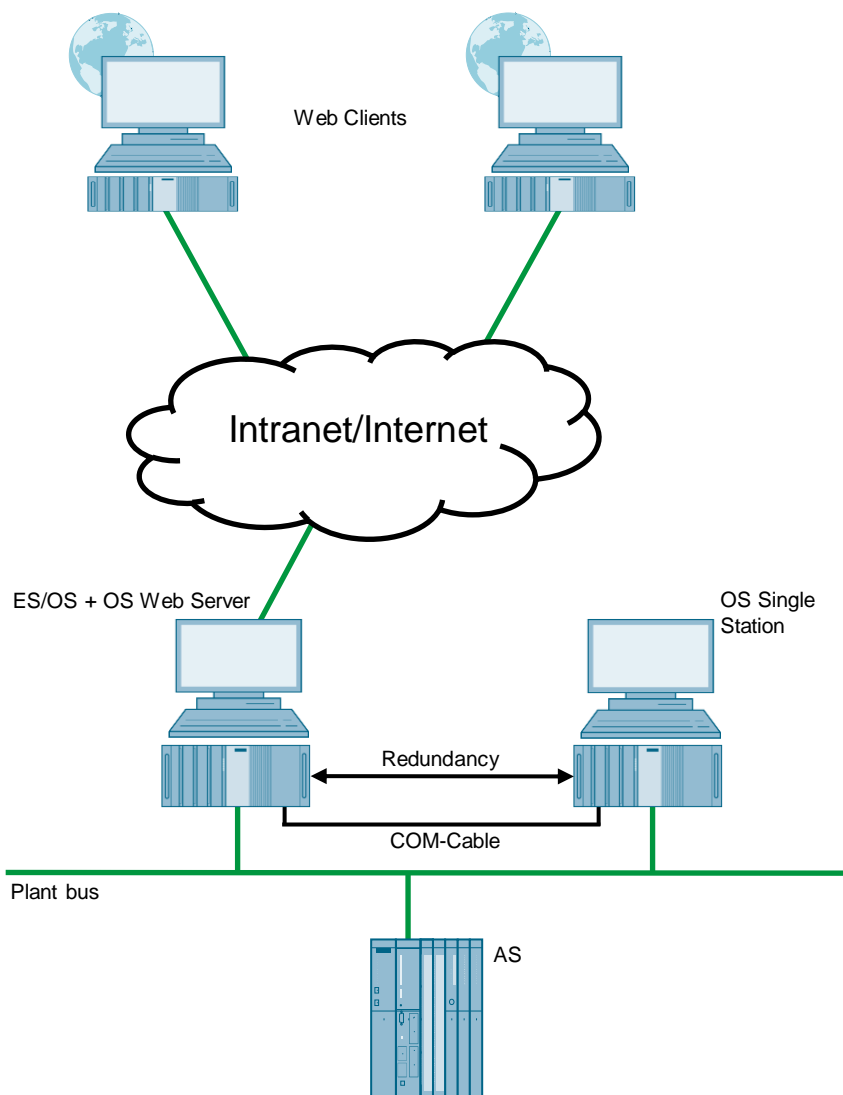 Web Clients
Intranet/Internet
ES/OS + OS Web Server
OS Single
Station
Redundancy
COM-Cable
Plant bus
AS